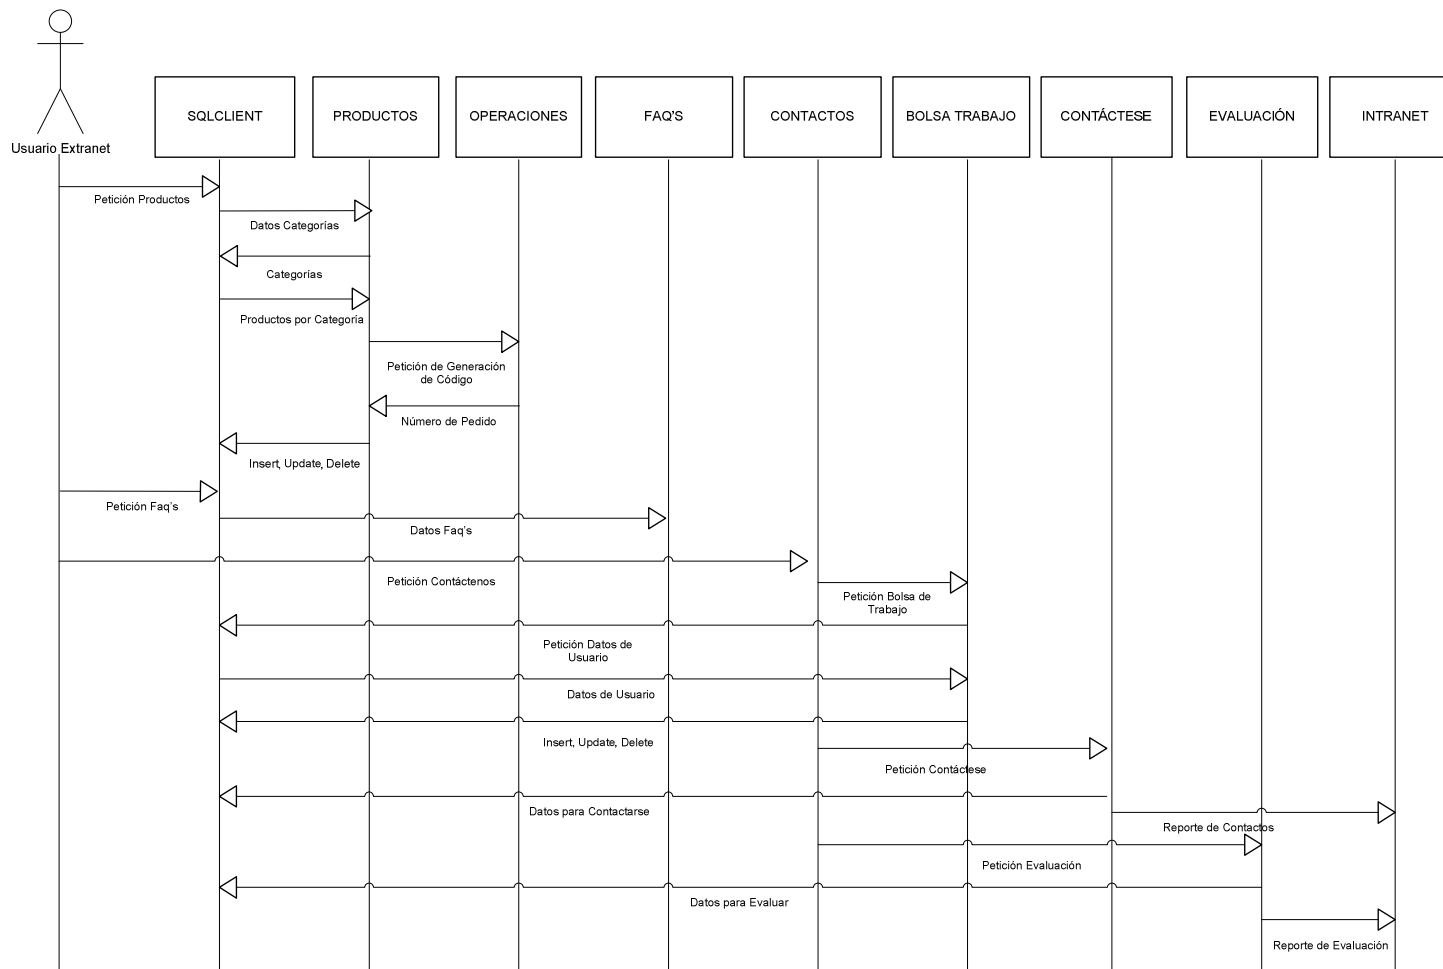 Usuario Extranet
SQLCLIENT
PRODUCTOS
OPERACIONES
FAQ'S
CONTACTOS
BOLSA TRABAJO
CONTÁCTESE
EVALUACIÓN
INTRANET
Petición Productos
Datos Categorías
Categorías
Productos por Categoría
Petición de Generación
de Código
Número de Pedido
Insert, Update, Delete
Petición Faq's
Datos Faq's
Petición Contáctenos
Petición Bolsa de
Trabajo
Petición Datos de
Usuario
Datos de Usuario
Insert, Update, Delete
Petición Contáctese
Datos para Contactarse
Reporte de Contactos
Petición Evaluación
Datos para Evaluar
Reporte de Evaluación